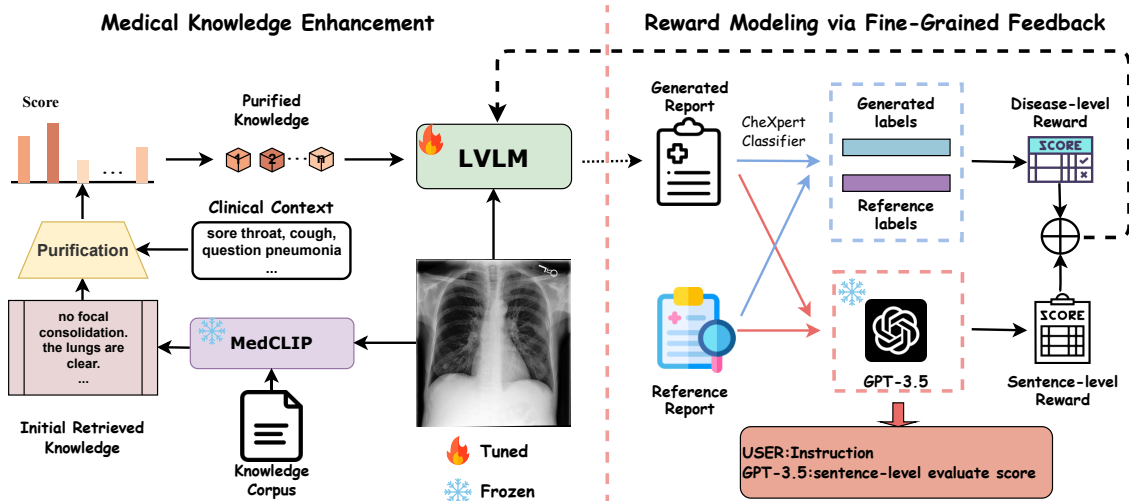 Medical Knowledge Enhancement
Score
Purified
Knowledge
1
2
...
n
LVLM
...
Clinical Context
sore throat, cough,
question pneumonia
...
Purification
no focal
consolidation.
the lungs are
clear.
...
MedCLIP
Initial Retrieved
Knowledge
Knowledge
Corpus
Tuned
Frozen
Reward Modeling via Fine-Grained Feedback
Generated
Report
CheXpert
Classifier
Generated
labels
Reference
labels
Disease-level
Reward
SCORE
Reference
Report
GPT-3.5
SCORE
Sentence-level
Reward
USER:Instruction
GPT-3.5:sentence-level evaluate score